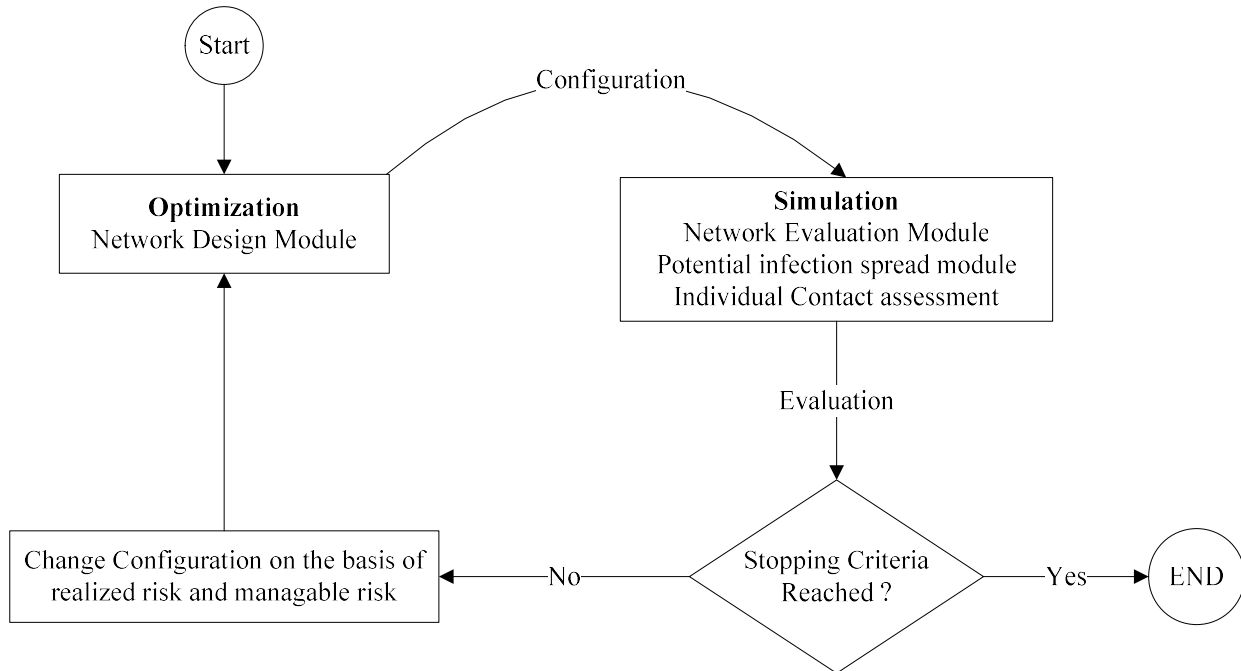 Start
Configuration
Optimization
Network Design Module
Simulation
Network Evaluation Module
Potential infection spread module
Individual Contact assessment
Evaluation
Stopping Criteria
Reached ?
Yes
END
No
Change Configuration on the basis of
realized risk and managable risk